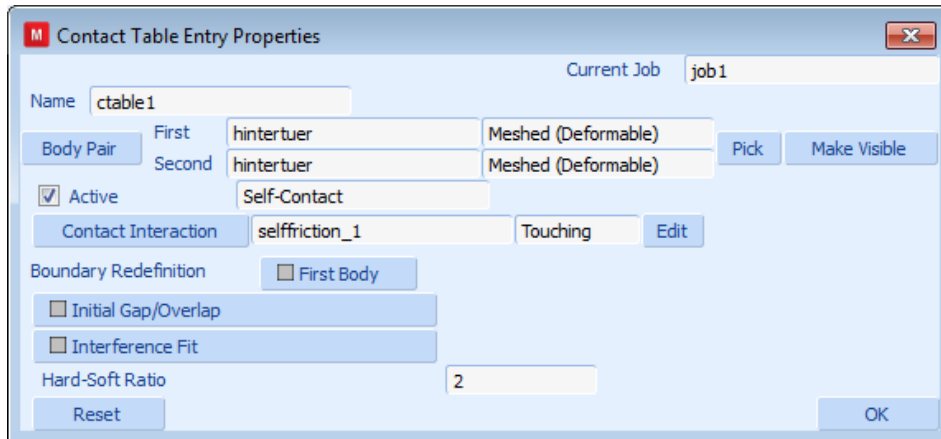 M Contact Table Entry Properties
Current Job job1
Name ctable1
Body Pair First hintertuer Meshed (Deformable) Pick Make Visible
Second hintertuer Meshed (Deformable)
Active Self-Contact
Contact Interaction selffriction_1 Touching Edit
Boundary Redefinition First Body
Initial Gap/Overlap
Interference Fit
Hard-Soft Ratio 2
Reset OK